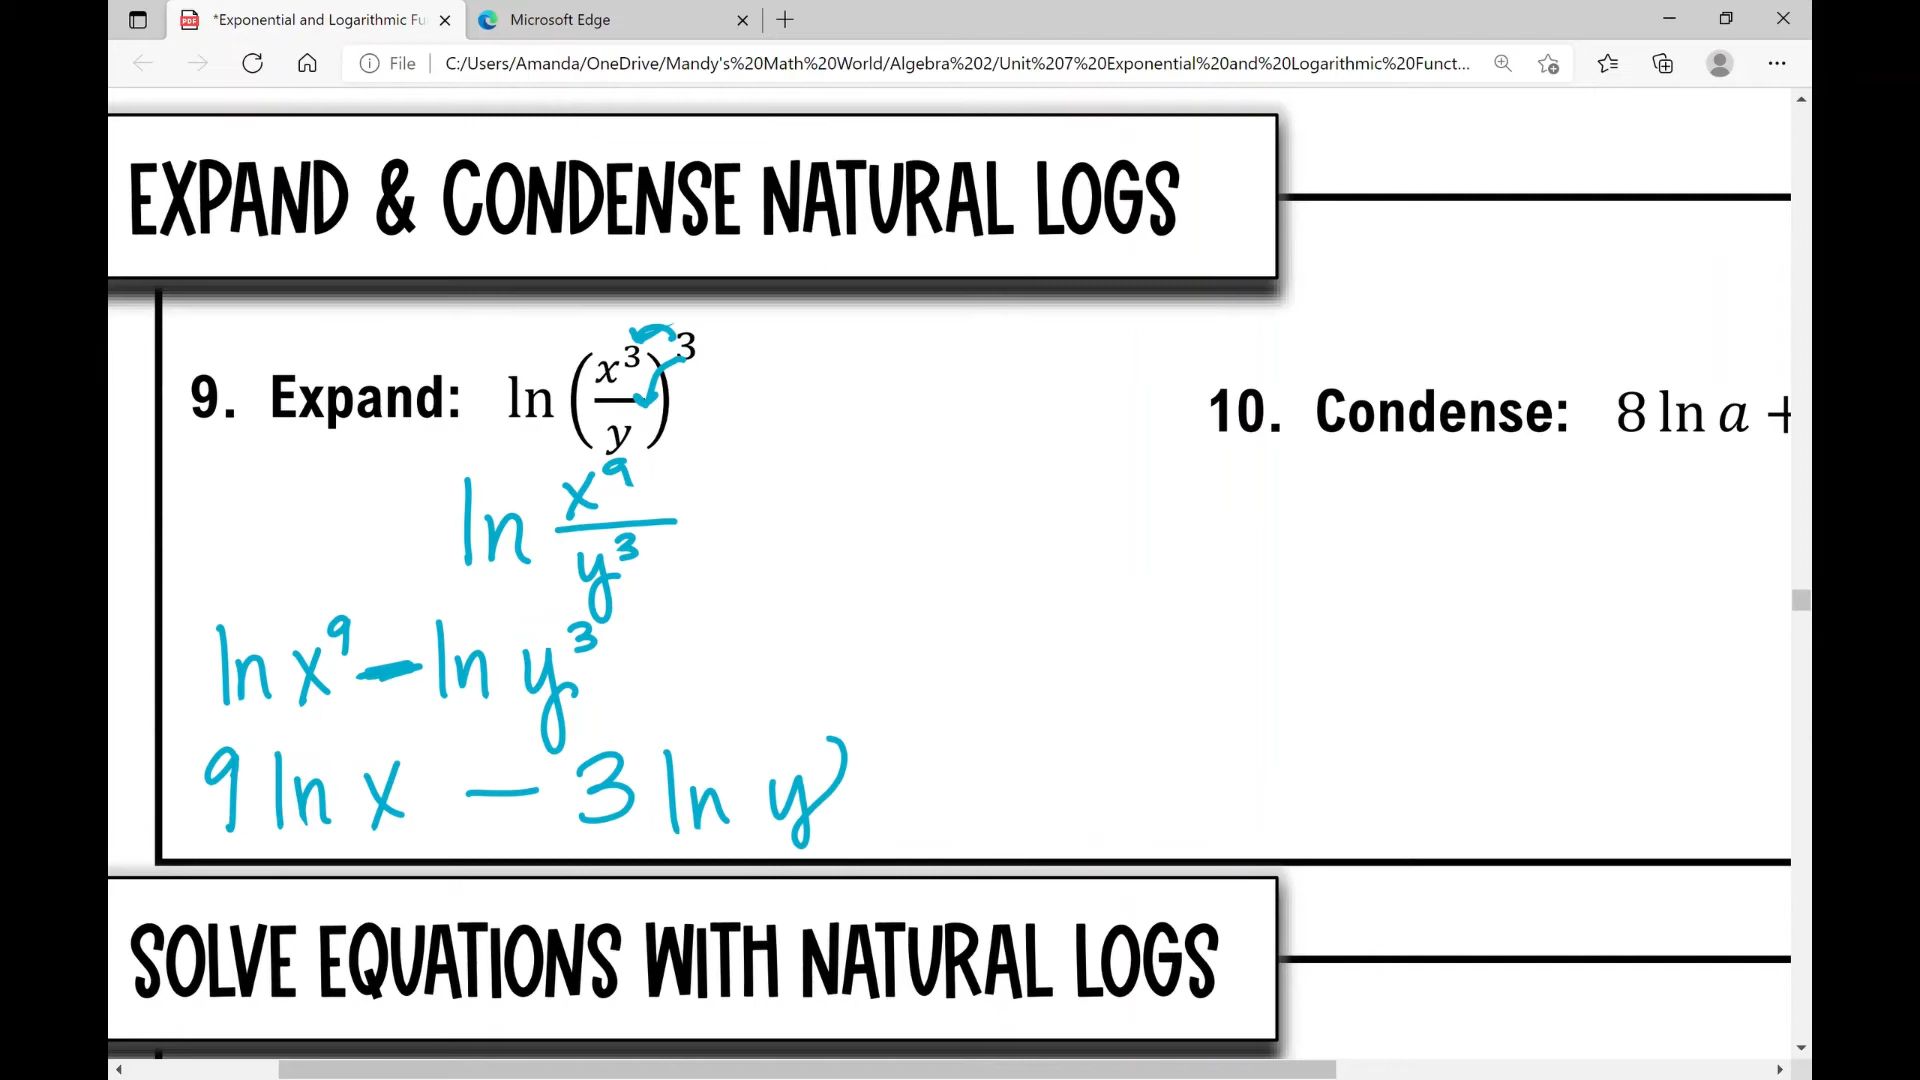 *Exponential and Logarithmic Fu
Microsoft Edge
File
C:/Users/Amanda/OneDrive/Mandy's%20Math%20World/Algebra%202/Unit%207%20Exponential%20and%20Logarithmic%20Funct...
EXPAND & CONDENSE NATURAL LOGS
9. Expand: ln (x³/y)³
10. Condense: 8 ln a +
ln x⁹/y³
ln x⁹ – ln y³
9 ln x – 3 ln y
SOLVE EQUATIONS WITH NATURAL LOGS